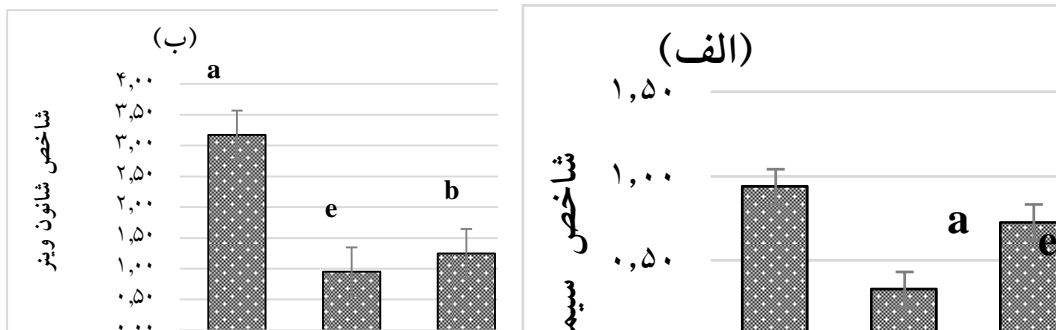 (الف)
۱,۵۰
۱,۰۰
۰,۵۰
شاخص
a
e
(ب)
۴,۰۰
۳,۵۰
۳,۰۰
۲,۵۰
۲,۰۰
۱,۵۰
۱,۰۰
۰,۵۰
شاخص شانون وینر
a
e
b